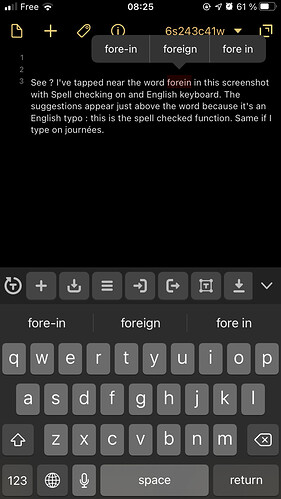 Free
08:25
61 %
6s243c41w
fore-in foreign fore in
1
2
3 See ? I've tapped near the word forein in this screenshot
with Spell checking on and English keyboard. The
suggestions appear just above the word because it's an
English typo : this is the spell checked function. Same if I
type on journées.
fore-in foreign fore in
q w e r t y u i o p
a s d f g h j k l
z x c v b n m
123 space return